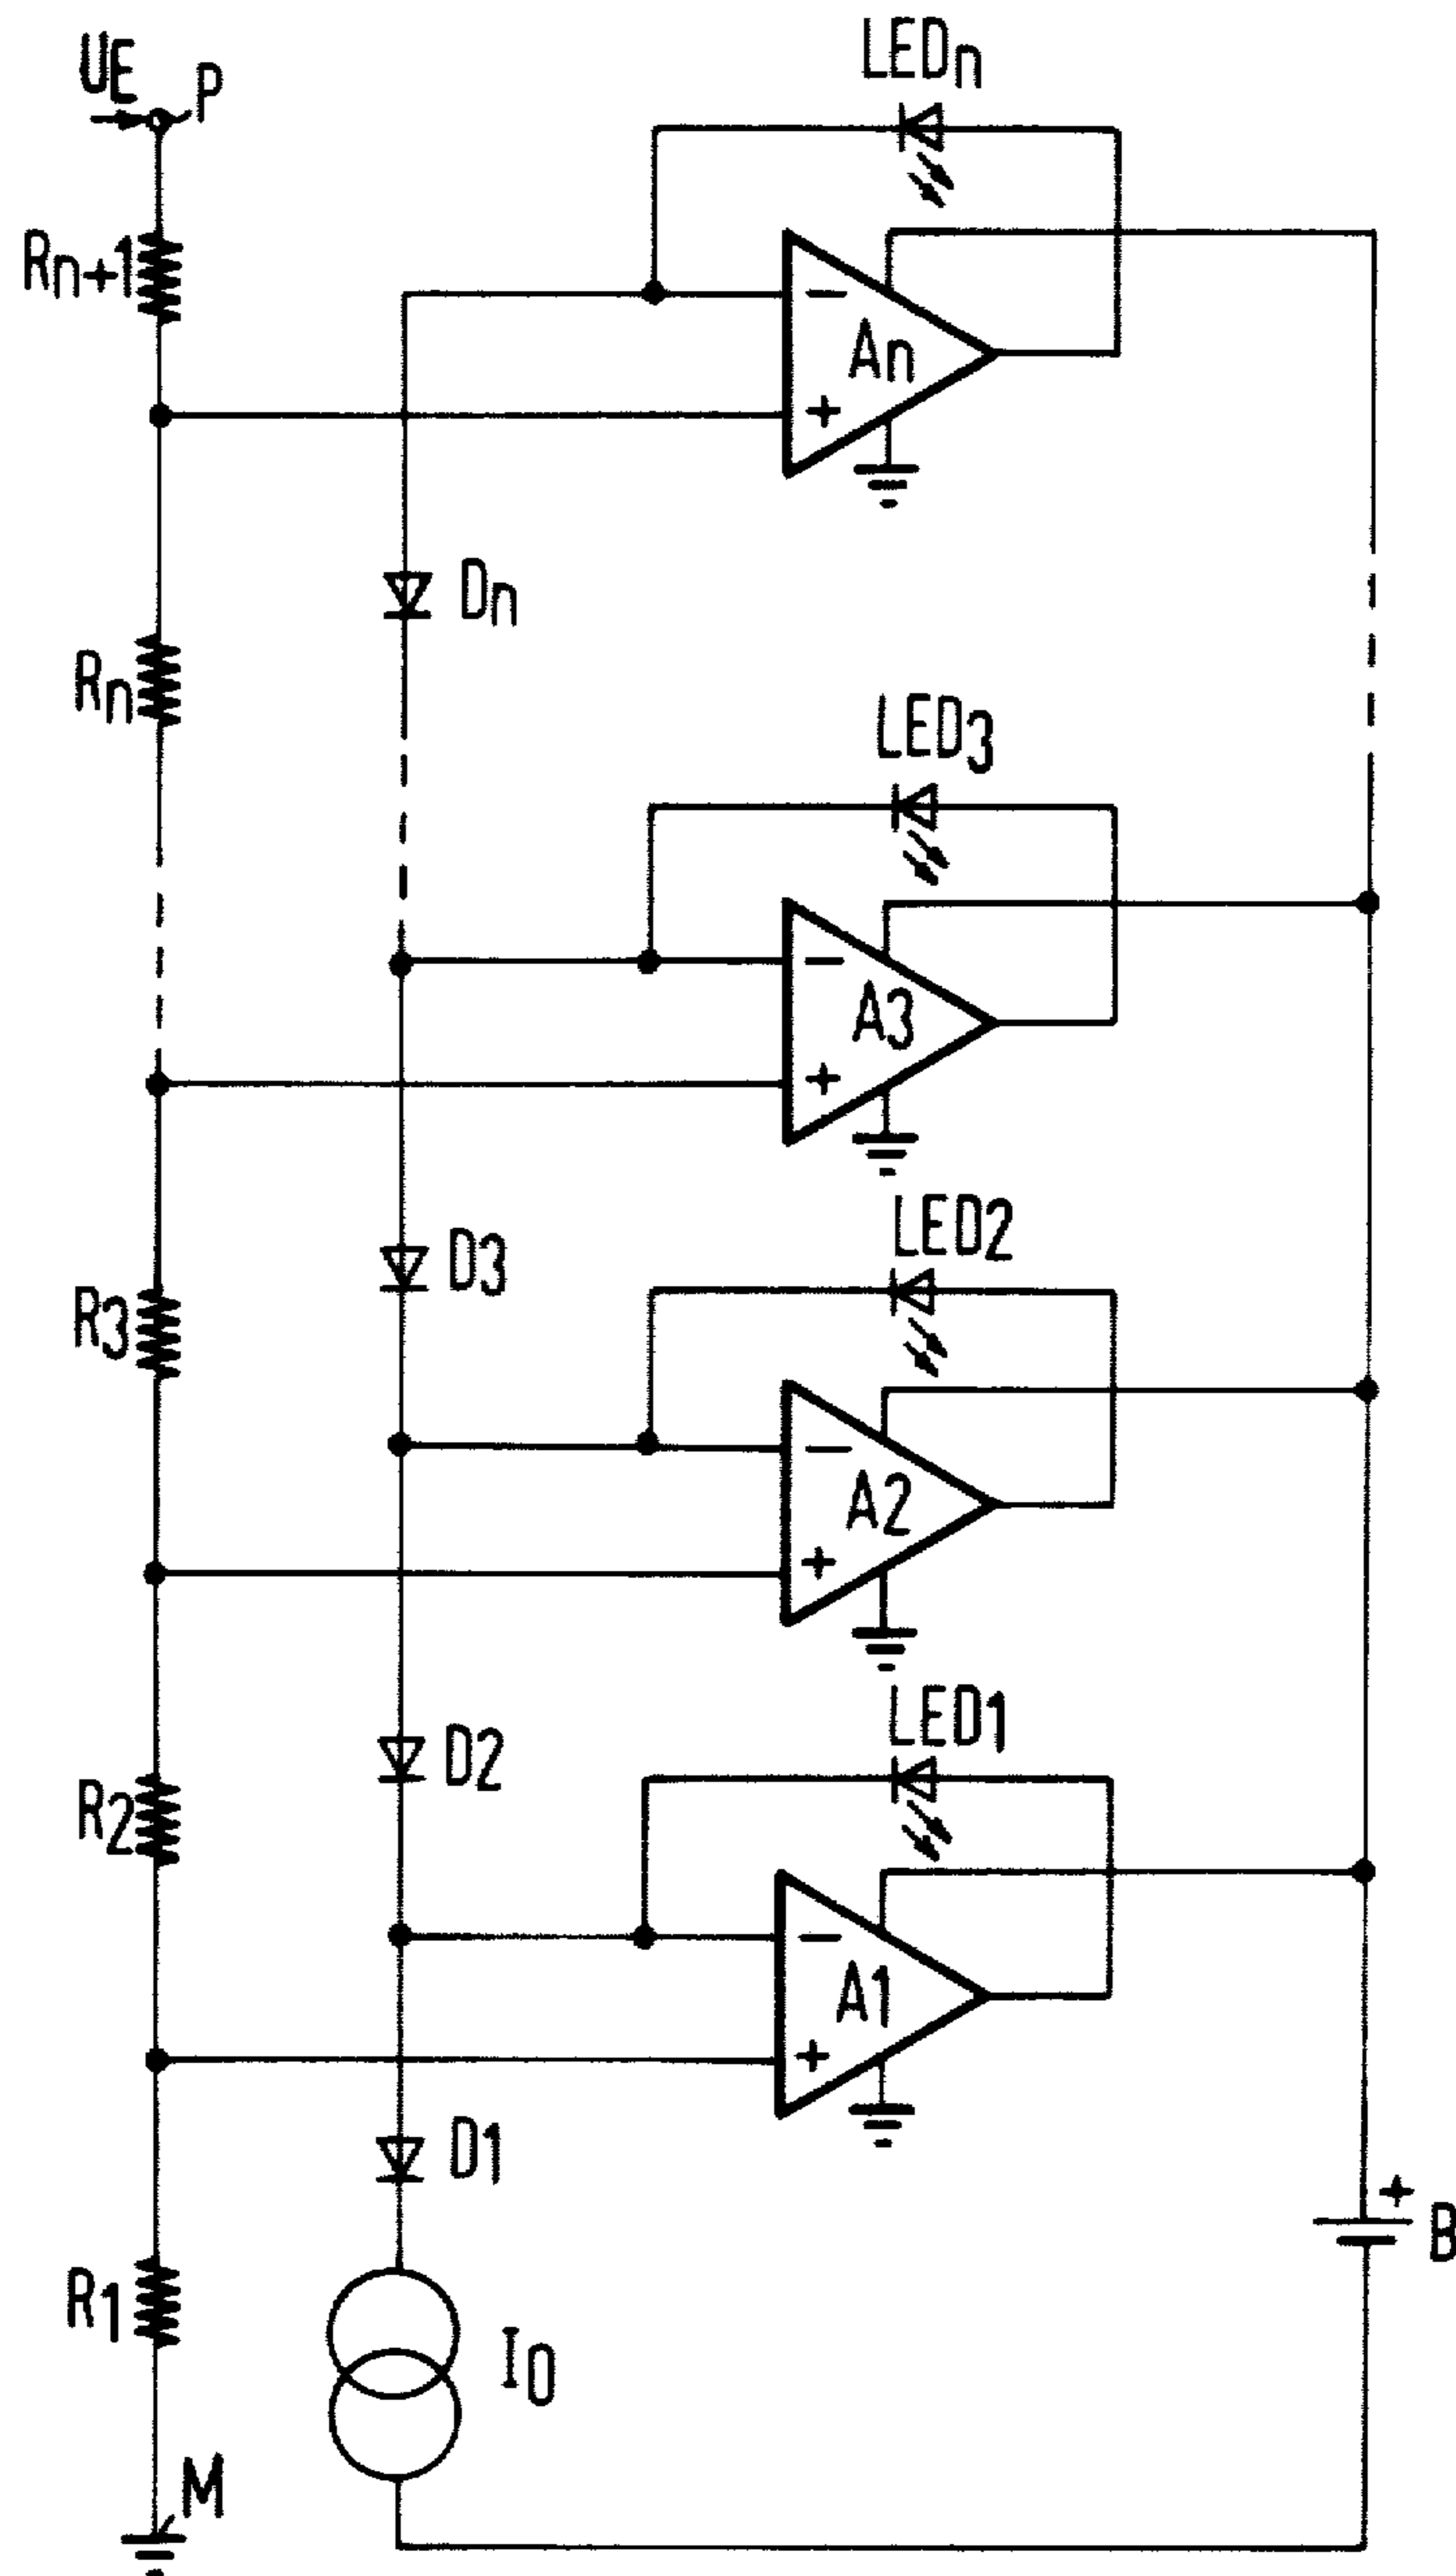 UE
P
LEDn
Rn+1
−
An
+
Dn
Rn
LED3
−
A3
+
D3
LED2
R3
−
A2
+
LED1
D2
R2
−
A1
+
D1
+
B
R1
I0
M